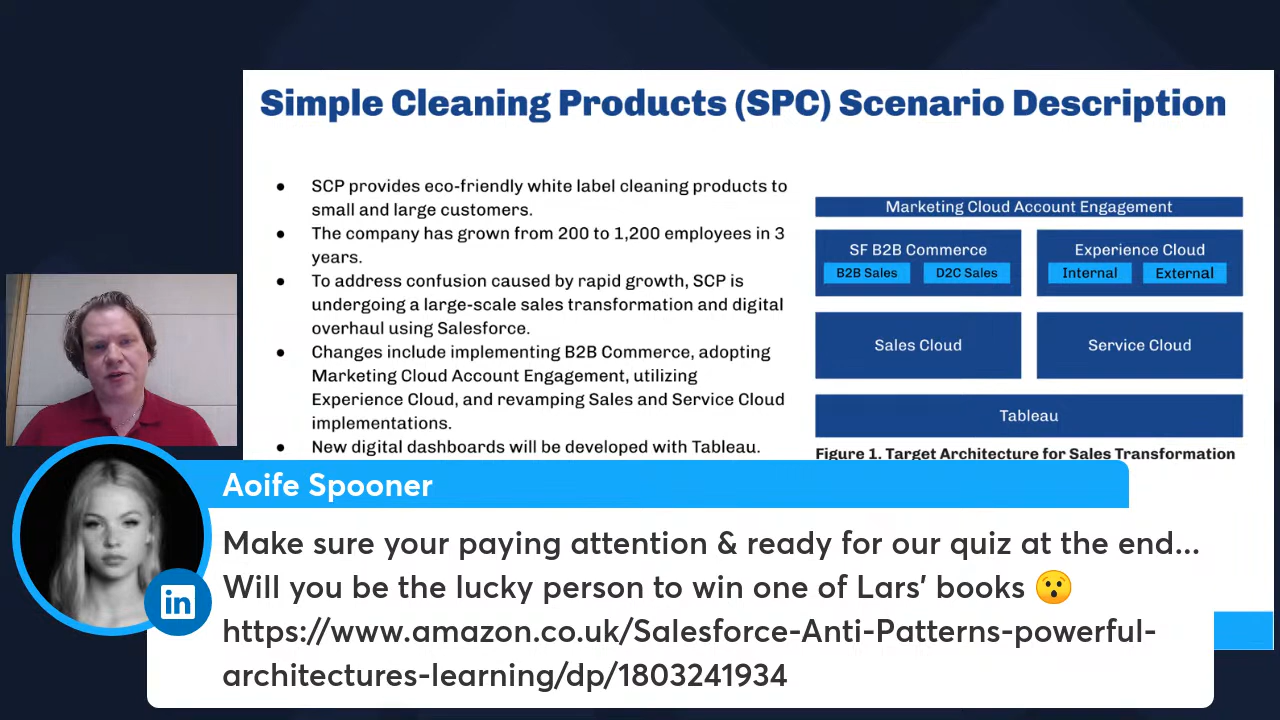 Simple Cleaning Products (SPC) Scenario Description
● SCP provides eco-friendly white label cleaning products to
small and large customers.
● The company has grown from 200 to 1,200 employees in 3
years.
● To address confusion caused by rapid growth, SCP is
undergoing a large-scale sales transformation and digital
overhaul using Salesforce.
● Changes include implementing B2B Commerce, adopting
Marketing Cloud Account Engagement, utilizing
Experience Cloud, and revamping Sales and Service Cloud
implementations.
● New digital dashboards will be developed with Tableau.
Marketing Cloud Account Engagement
SF B2B Commerce
B2B Sales
D2C Sales
Experience Cloud
Internal
External
Sales Cloud
Service Cloud
Tableau
Figure 1. Target Architecture for Sales Transformation
Aoife Spooner
Make sure your paying attention & ready for our quiz at the end...
Will you be the lucky person to win one of Lars’ books 😯
https://www.amazon.co.uk/Salesforce-Anti-Patterns-powerful-
architectures-learning/dp/1803241934
in